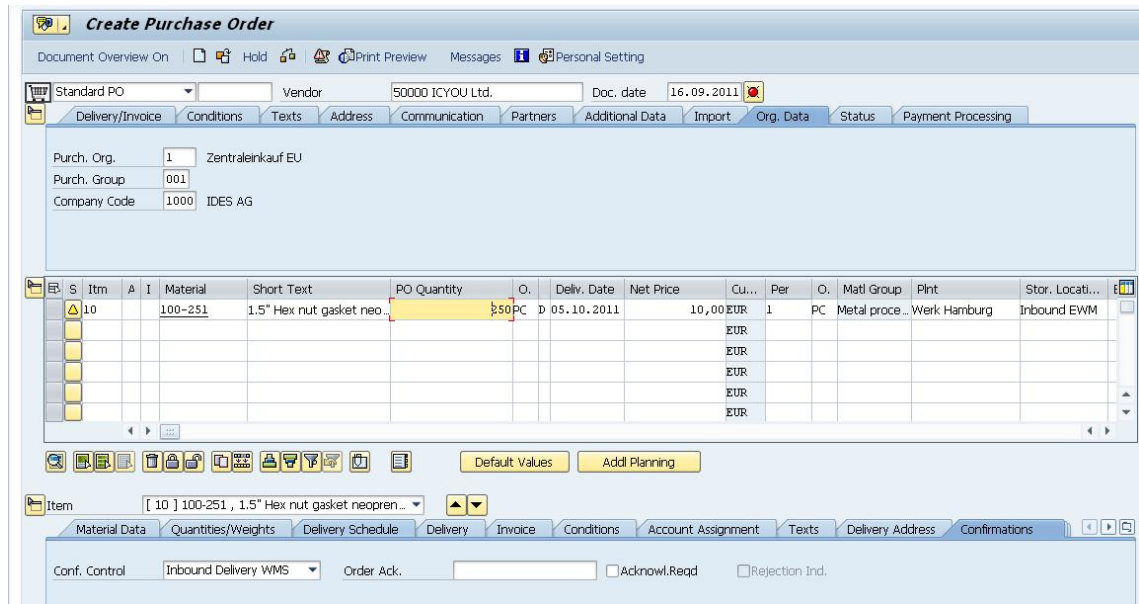 Create Purchase Order
Document Overview On Hold Print Preview Messages Personal Setting
Standard PO Vendor 50000 ICYOU Ltd. Doc. date 16.09.2011
Delivery/Invoice Conditions Texts Address Communication Partners Additional Data Import Org. Data Status Payment Processing
Purch. Org. 1 Zentraleinkauf EU
Purch. Group 001
Company Code 1000 IDES AG
S Itm A I Material Short Text PO Quantity O. Deliv. Date Net Price Cu... Per O. Matl Group Plnt Stor. Locati...
10 100-251 1.5" Hex nut gasket neo... 250 PC D 05.10.2011 10,00 EUR 1 PC Metal proce... Werk Hamburg Inbound EWM
EUR
EUR
EUR
EUR
EUR
Default Values Addl Planning
Item [ 10 ] 100-251 , 1.5" Hex nut gasket neopren...
Material Data Quantities/Weights Delivery Schedule Delivery Invoice Conditions Account Assignment Texts Delivery Address Confirmations
Conf. Control Inbound Delivery WMS Order Ack. Acknowl.Reqd Rejection Ind.